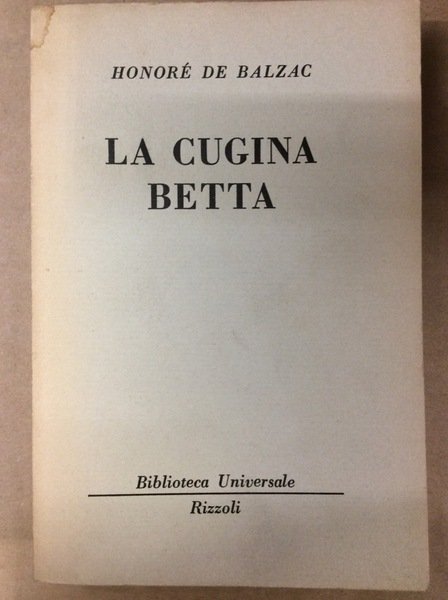 HONORÉ DE BALZAC
LA CUGINA
BETTA
Biblioteca Universale
Rizzoli